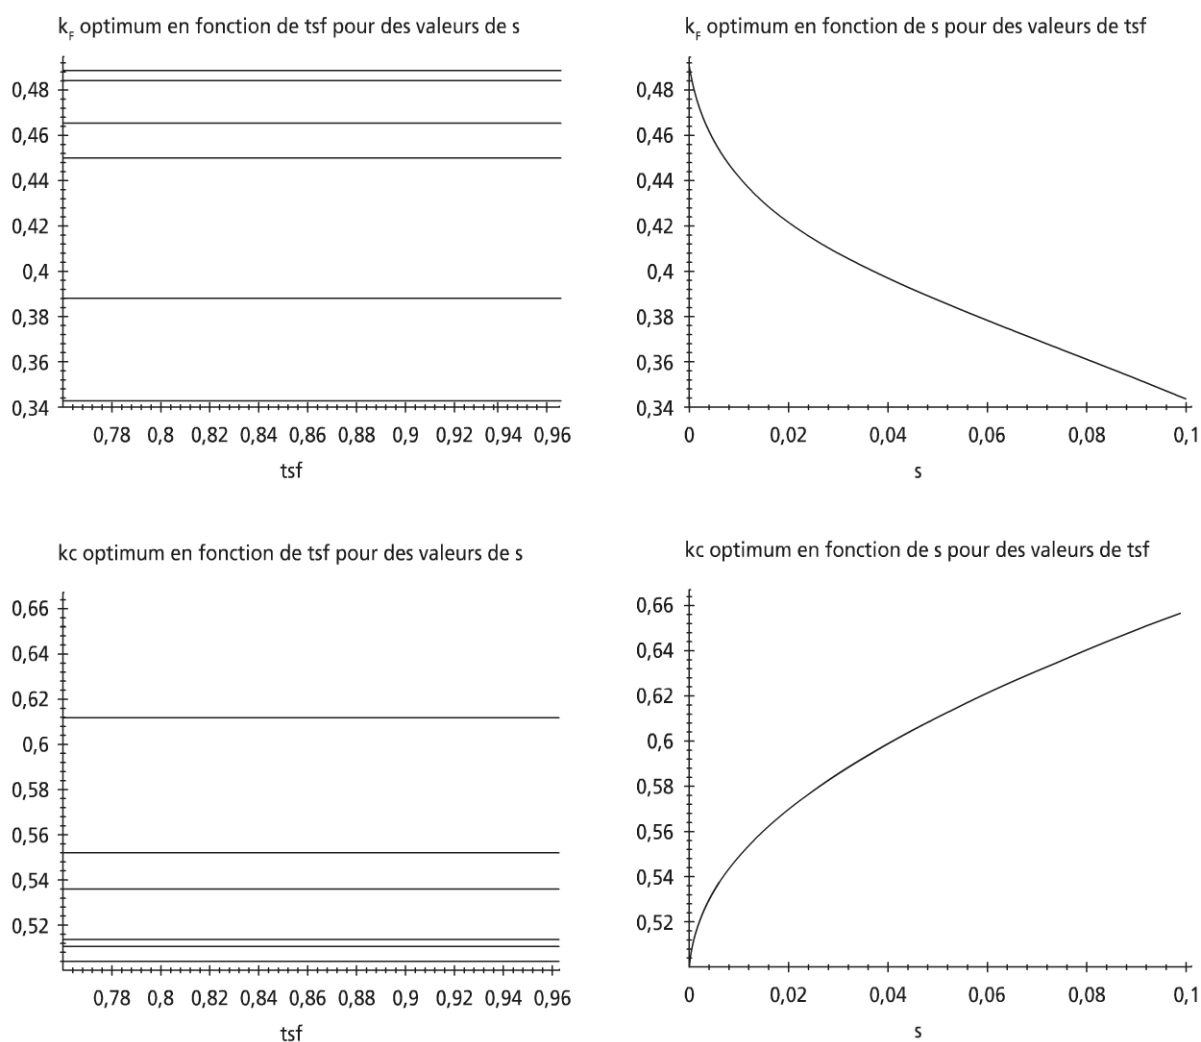 k_F optimum en fonction de tsf pour des valeurs de s
0,48
0,46
0,44
0,42
0,4
0,38
0,36
0,34
0,78 0,8 0,82 0,84 0,86 0,88 0,9 0,92 0,94 0,96
tsf
k_F optimum en fonction de s pour des valeurs de tsf
0,48
0,46
0,44
0,42
0,4
0,38
0,36
0,34
0 0,02 0,04 0,06 0,08 0,1
s
kc optimum en fonction de tsf pour des valeurs de s
0,66
0,64
0,62
0,6
0,58
0,56
0,54
0,52
0,78 0,8 0,82 0,84 0,86 0,88 0,9 0,92 0,94 0,96
tsf
kc optimum en fonction de s pour des valeurs de tsf
0,66
0,64
0,62
0,6
0,58
0,56
0,54
0,52
0 0,02 0,04 0,06 0,08 0,1
s